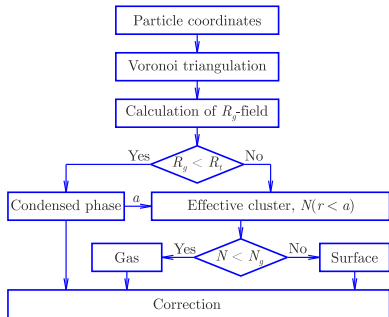 Particle coordinates
Voronoi triangulation
Calculation of R_g-field
Yes
R_g < R_t
No
Condensed phase
a
Effective cluster, N(r < a)
Gas
Yes
N < N_g
No
Surface
Correction